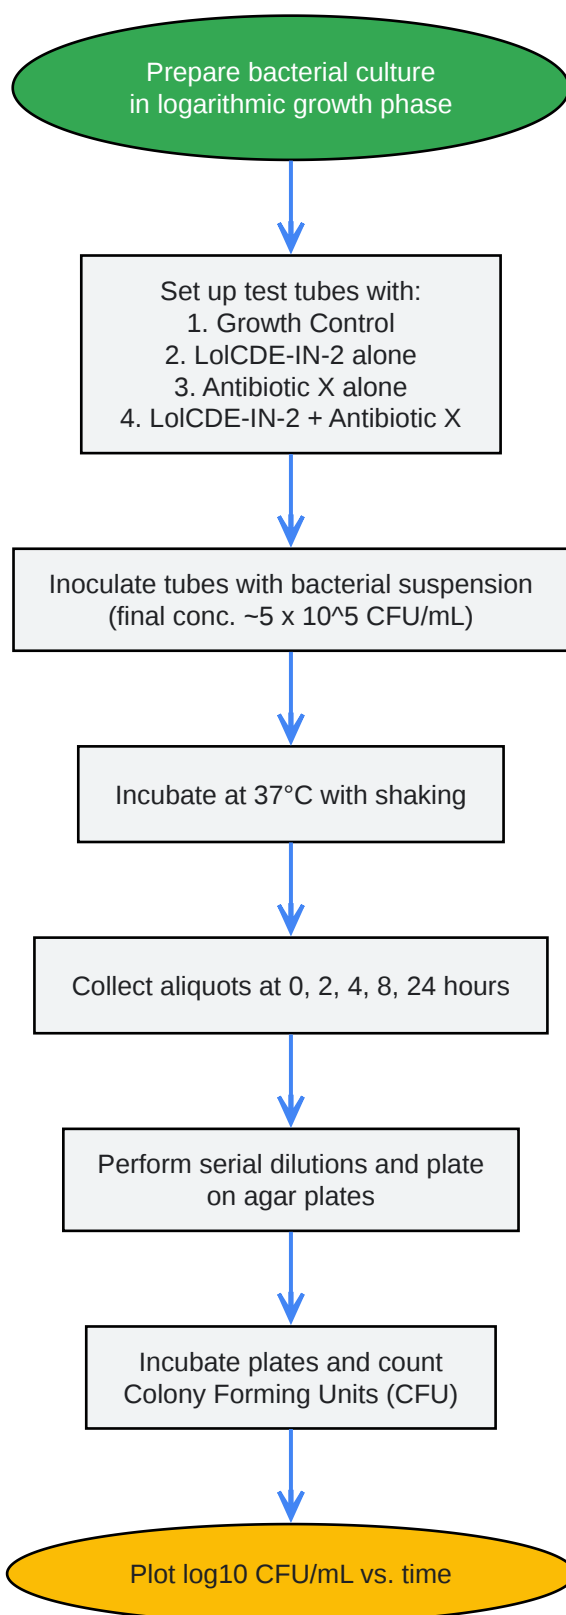 Prepare bacterial culture
in logarithmic growth phase
Set up test tubes with:
1. Growth Control
2. LolCDE-IN-2 alone
3. Antibiotic X alone
4. LolCDE-IN-2 + Antibiotic X
Inoculate tubes with bacterial suspension
(final conc. ~5 x 10^5 CFU/mL)
Incubate at 37°C with shaking
Collect aliquots at 0, 2, 4, 8, 24 hours
Perform serial dilutions and plate
on agar plates
Incubate plates and count
Colony Forming Units (CFU)
Plot log10 CFU/mL vs. time